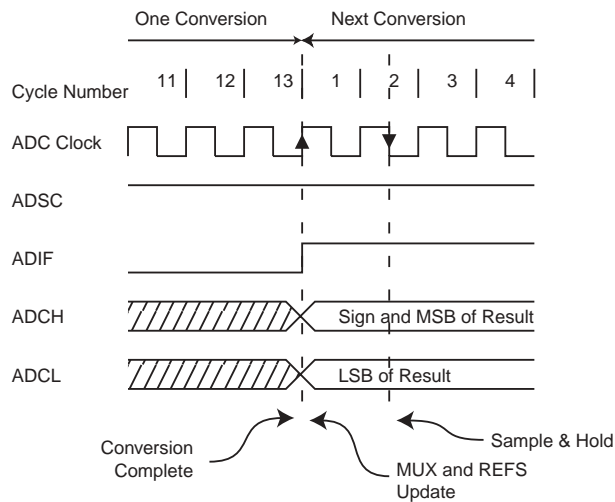 One Conversion Next Conversion
Cycle Number 11 12 13 1 2 3 4
ADC Clock
ADSC
ADIF
ADCH Sign and MSB of Result
ADCL LSB of Result
Conversion
Complete
MUX and REFS
Update
Sample & Hold